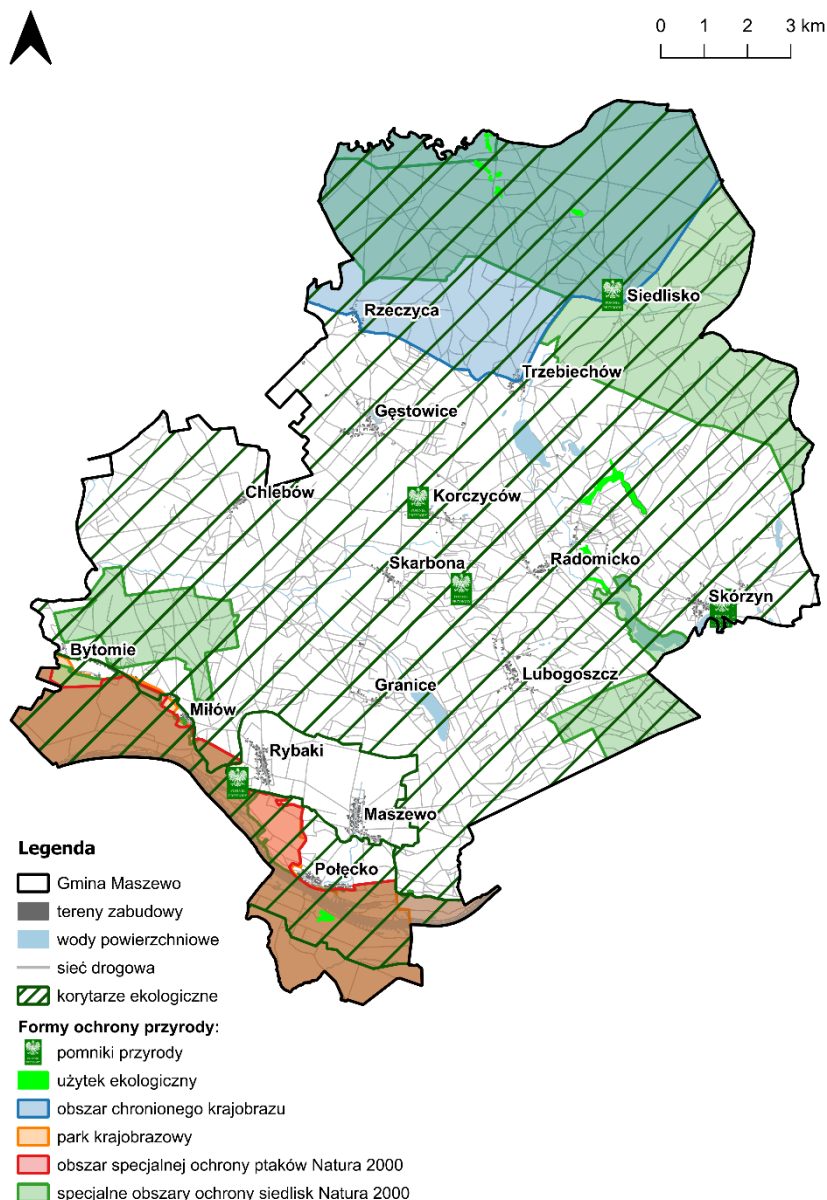 0 1 2 3 km
Siedlisko
Rzeczyca
Trzebiechów
Gęstowice
Chlebów
Korczyców
Skarbona
Radomicko
Skórzyn
Bytomie
Granice
Lubogoszcz
Miłów
Rybaki
Maszewo
Połęcko
Legenda
Gmina Maszewo
tereny zabudowy
wody powierzchniowe
sieć drogowa
korytarze ekologiczne
Formy ochrony przyrody:
pomniki przyrody
użytek ekologiczny
obszar chronionego krajobrazu
park krajobrazowy
obszar specjalnej ochrony ptaków Natura 2000
specjalne obszary ochrony siedlisk Natura 2000